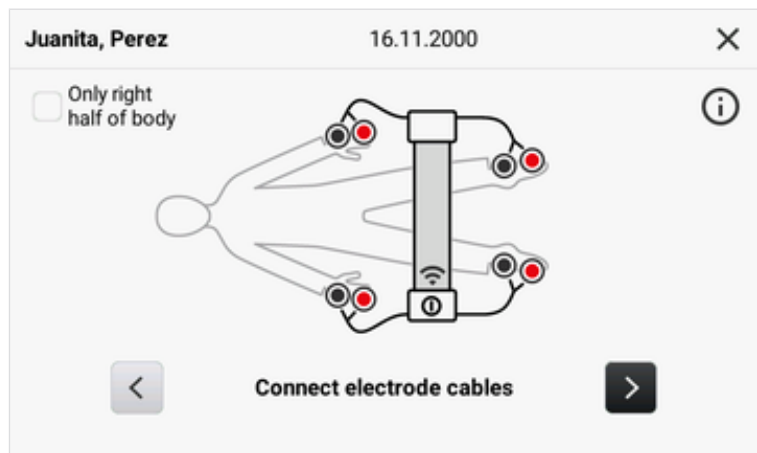 Juanita, Perez
16.11.2000
Only right
half of body
Connect electrode cables